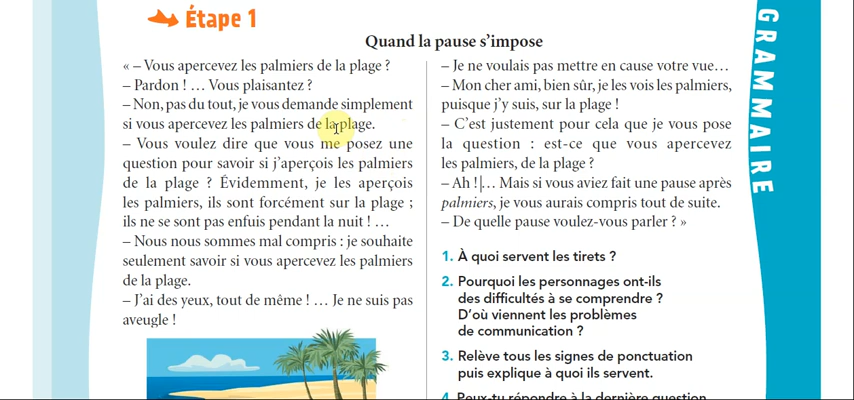 Étape 1
Quand la pause s'impose
« – Vous apercevez les palmiers de la plage ?
– Pardon ! … Vous plaisantez ?
– Non, pas du tout, je vous demande simplement
si vous apercevez les palmiers de la plage.
– Vous voulez dire que vous me posez une
question pour savoir si j'aperçois les palmiers
de la plage ? Évidemment, je les aperçois
les palmiers, ils sont forcément sur la plage ;
ils ne se sont pas enfuis pendant la nuit ! …
– Nous nous sommes mal compris : je souhaite
seulement savoir si vous apercevez les palmiers
de la plage.
– J'ai des yeux, tout de même ! … Je ne suis pas
aveugle !
– Je ne voulais pas mettre en cause votre vue…
– Mon cher ami, bien sûr, je les vois les palmiers,
puisque j'y suis, sur la plage !
– C'est justement pour cela que je vous pose
la question : est-ce que vous apercevez
les palmiers, de la plage ?
– Ah ! … Mais si vous aviez fait une pause après
palmiers, je vous aurais compris tout de suite.
– De quelle pause voulez-vous parler ? »
1. À quoi servent les tirets ?
2. Pourquoi les personnages ont-ils
des difficultés à se comprendre ?
D'où viennent les problèmes
de communication ?
3. Relève tous les signes de ponctuation
puis explique à quoi ils servent.
4. Peux-tu répondre à la dernière question
GRAMMAIRE